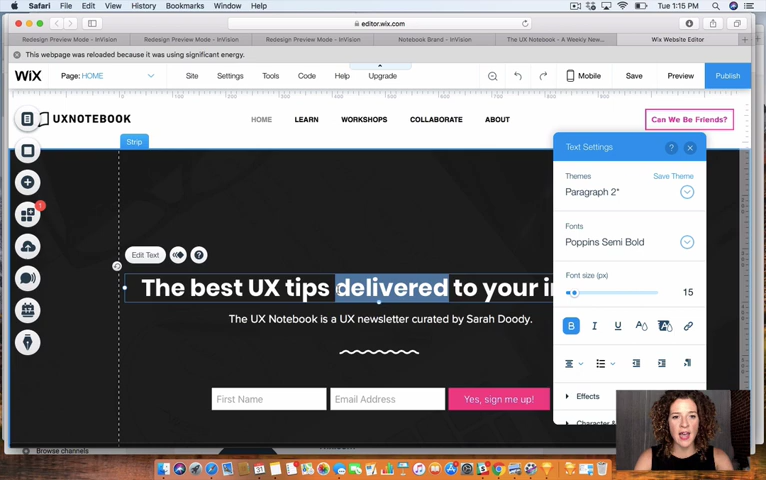 Safari File Edit View History Bookmarks Window Help Tue 1:15 PM
editor.wix.com
Redesign Preview Mode - InVision Redesign Preview Mode - InVision Redesign Preview Mode - InVision Notebook Brand - InVision The UX Notebook - A Weekly New... Wix Website Editor
This webpage was reloaded because it was using significant energy.
WiX Page: HOME Site Settings Tools Code Help Upgrade Mobile Save Preview Publish
UXNOTEBOOK HOME LEARN WORKSHOPS COLLABORATE ABOUT Can We Be Friends?
Strip
Text Settings ?
Themes Save Theme
Paragraph 2*
1
Fonts
Poppins Semi Bold
Edit Text ?
Font size (px)
The best UX tips delivered to your in
15
The UX Notebook is a UX newsletter curated by Sarah Doody.
B I U A A
First Name Email Address Yes, sign me up!
Effects
Character &
Browse channels